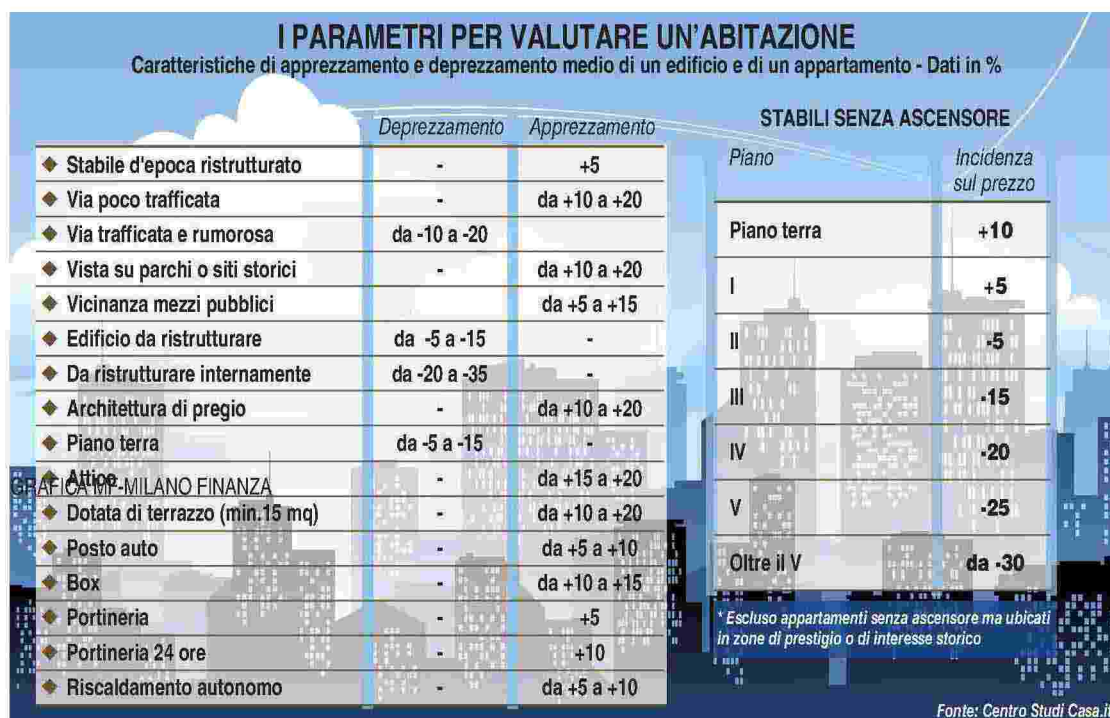 I PARAMETRI PER VALUTARE UN'ABITAZIONE
Caratteristiche di apprezzamento e deprezzamento medio di un edificio e di un appartamento - Dati in %
Deprezzamento Apprezzamento
Stabile d'epoca ristrutturato - +5
Via poco trafficata - da +10 a +20
Via trafficata e rumorosa da -10 a -20
Vista su parchi o siti storici - da +10 a +20
Vicinanza mezzi pubblici da +5 a +15
Edificio da ristrutturare da -5 a -15 -
Da ristrutturare internamente da -20 a -35 -
Architettura di pregio - da +10 a +20
Piano terra da -5 a -15 -
Attico - da +15 a +20
GRAFICA MF-MILANO FINANZA
Dotata di terrazzo (min.15 mq) - da +10 a +20
Posto auto - da +5 a +10
Box - da +10 a +15
Portineria - +5
Portineria 24 ore - +10
Riscaldamento autonomo - da +5 a +10
STABILI SENZA ASCENSORE
Piano Incidenza
sul prezzo
Piano terra +10
I +5
II -5
III -15
IV -20
V -25
Oltre il V da -30
* Escluso appartamenti senza ascensore ma ubicati
in zone di prestigio o di interesse storico
Fonte: Centro Studi Casa.it